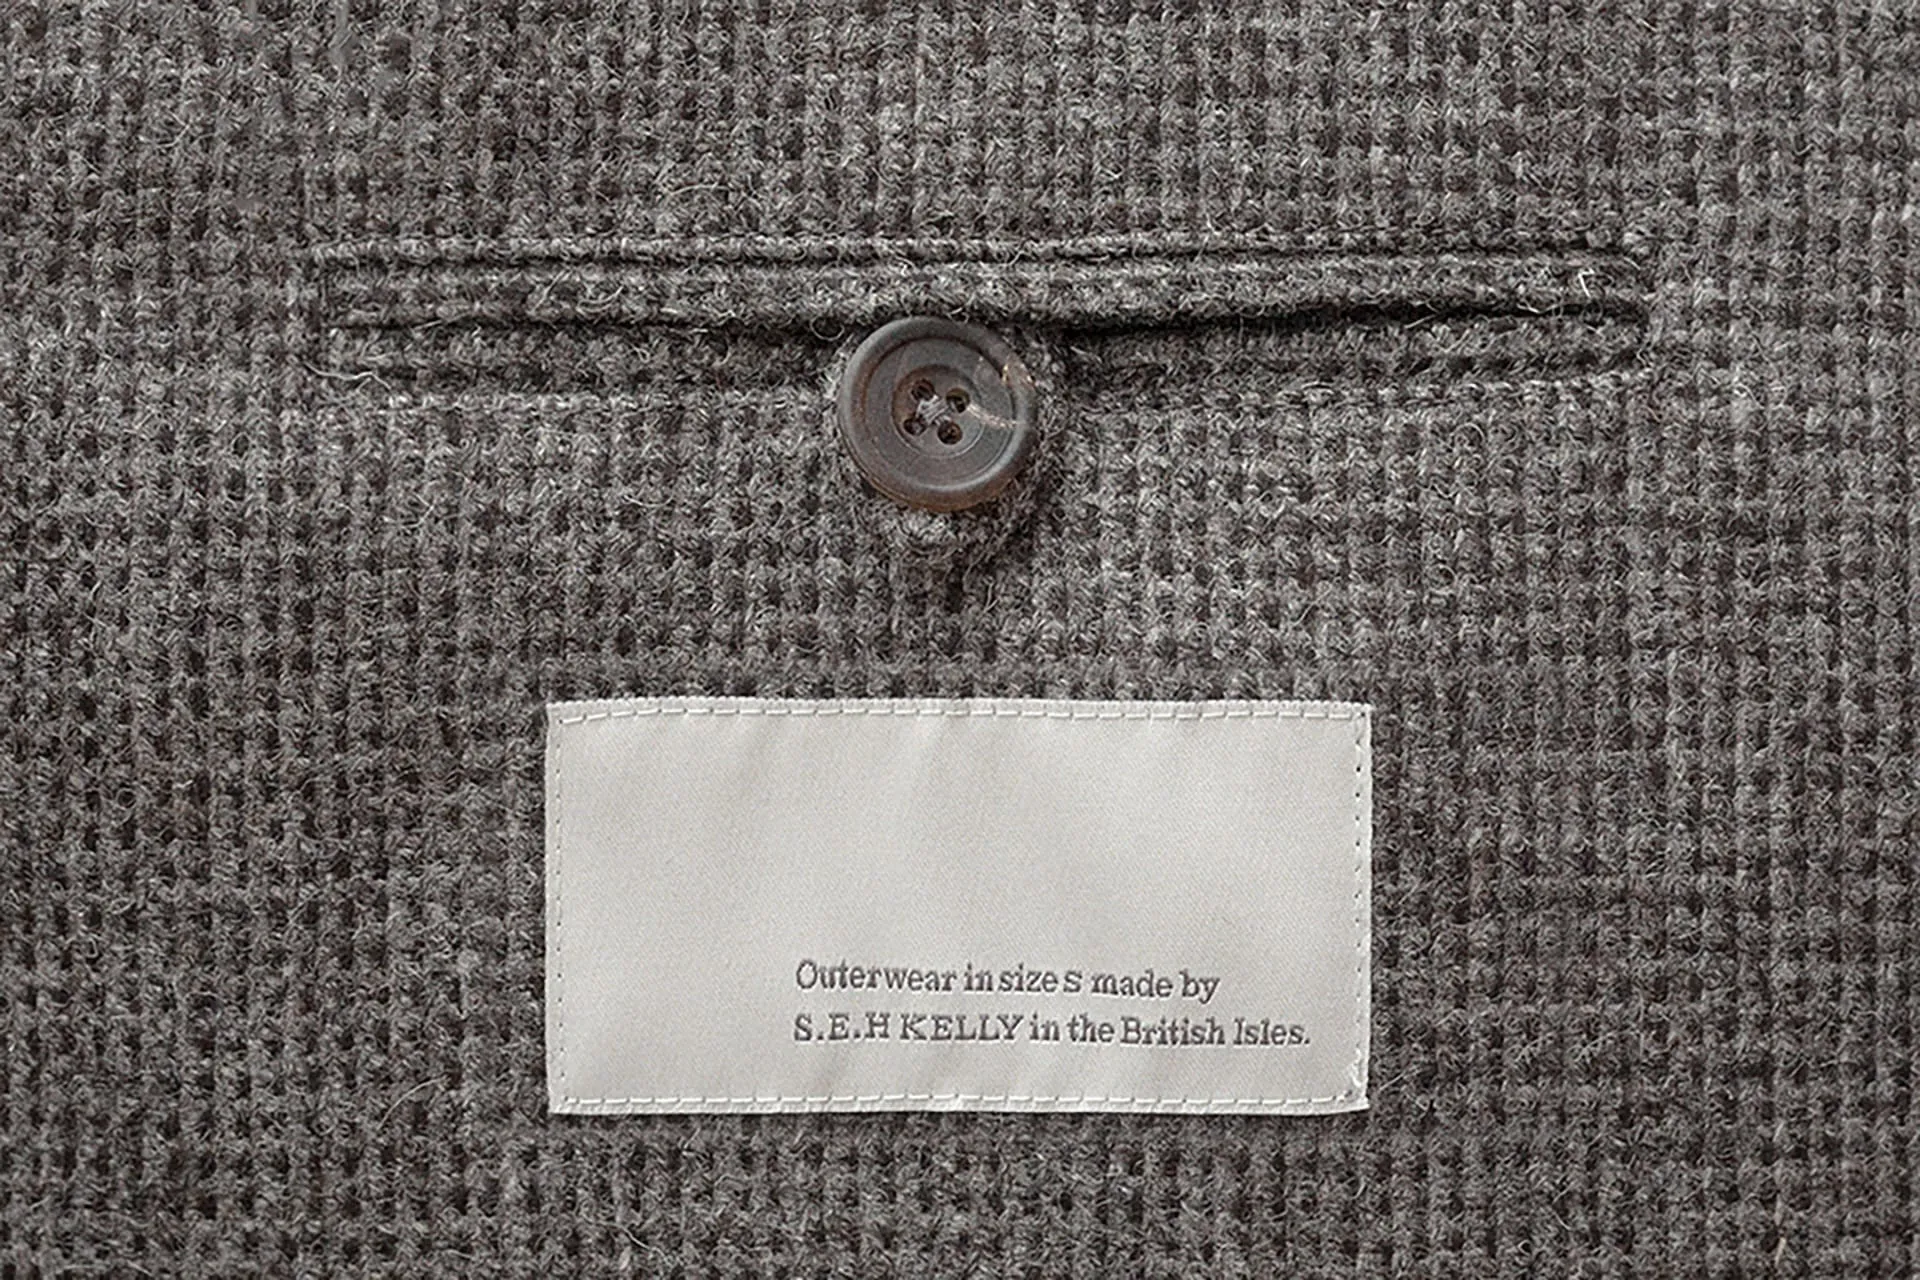 Outerwear in size S made by
S.E.H KELLY in the British Isles.